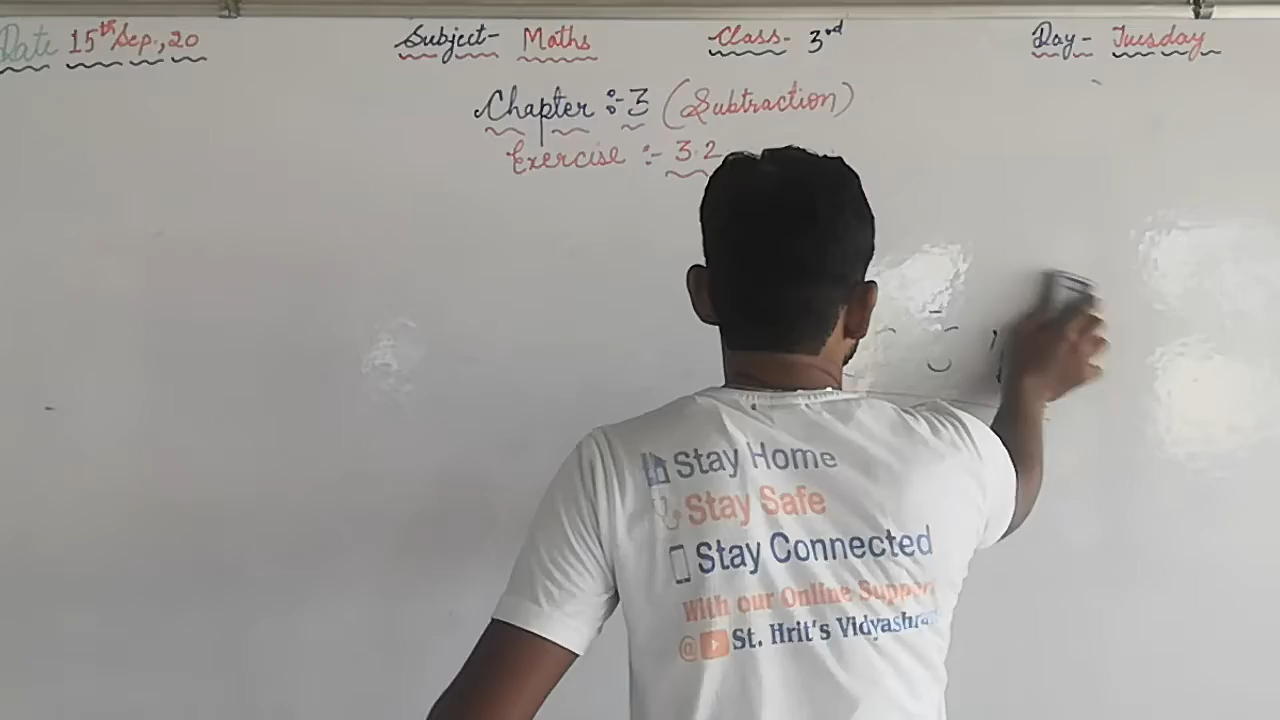 Date 15th Sep., 20 Subject- Maths Class- 3rd Day- Tuesday
Chapter :- 3 (Subtraction)
Exercise :- 3.2
Stay Home
Stay Safe
Stay Connected
With our Online Support
@ St. Hrit's